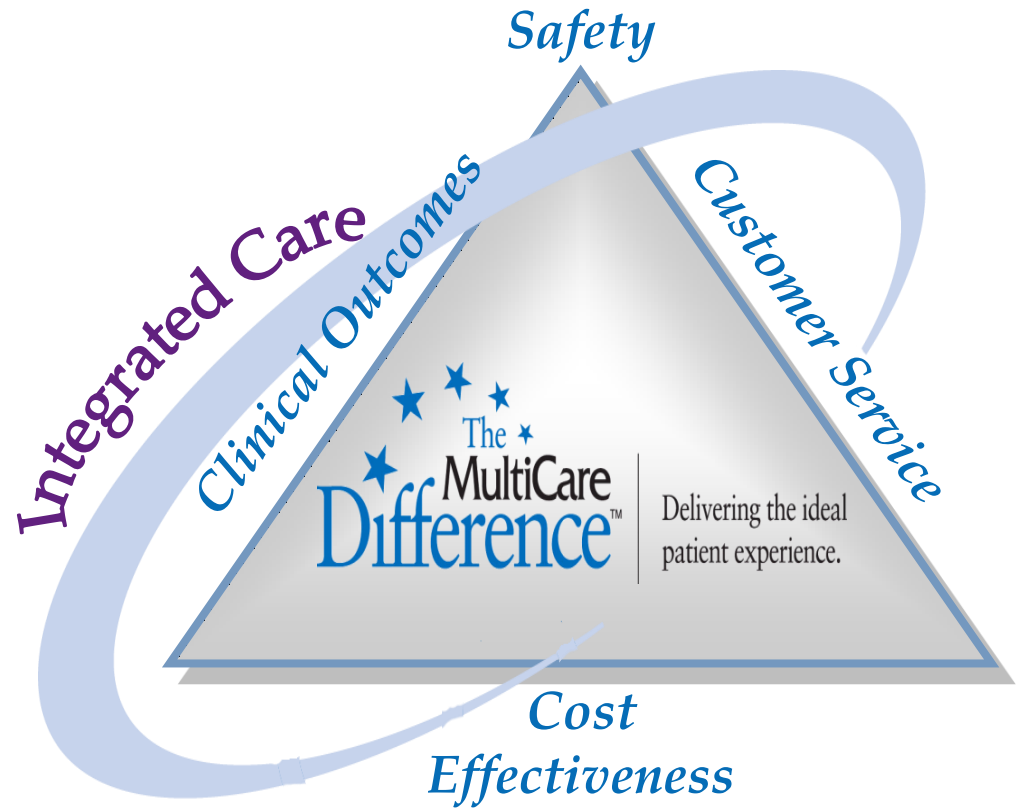 Safety
Integrated Care
Clinical Outcomes
Customer Service
The
MultiCare
Difference™
Delivering the ideal
patient experience.
Cost
Effectiveness